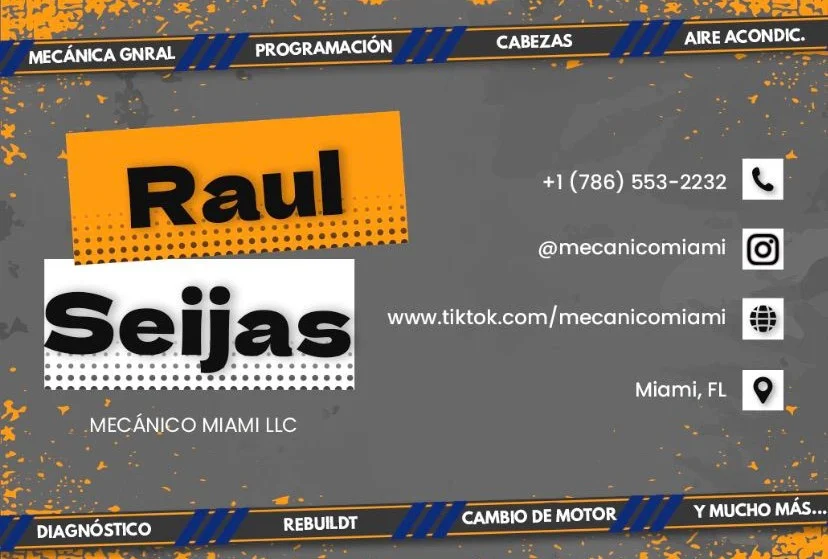 MECÁNICA GNRAL
PROGRAMACIÓN
CABEZAS
AIRE ACONDIC.
Raul
Seijas
MECÁNICO MIAMI LLC
+1 (786) 553-2232
@mecanicomiami
www.tiktok.com/mecanicomiami
Miami, FL
DIAGNÓSTICO
REBUILDT
CAMBIO DE MOTOR
Y MUCHO MÁS...